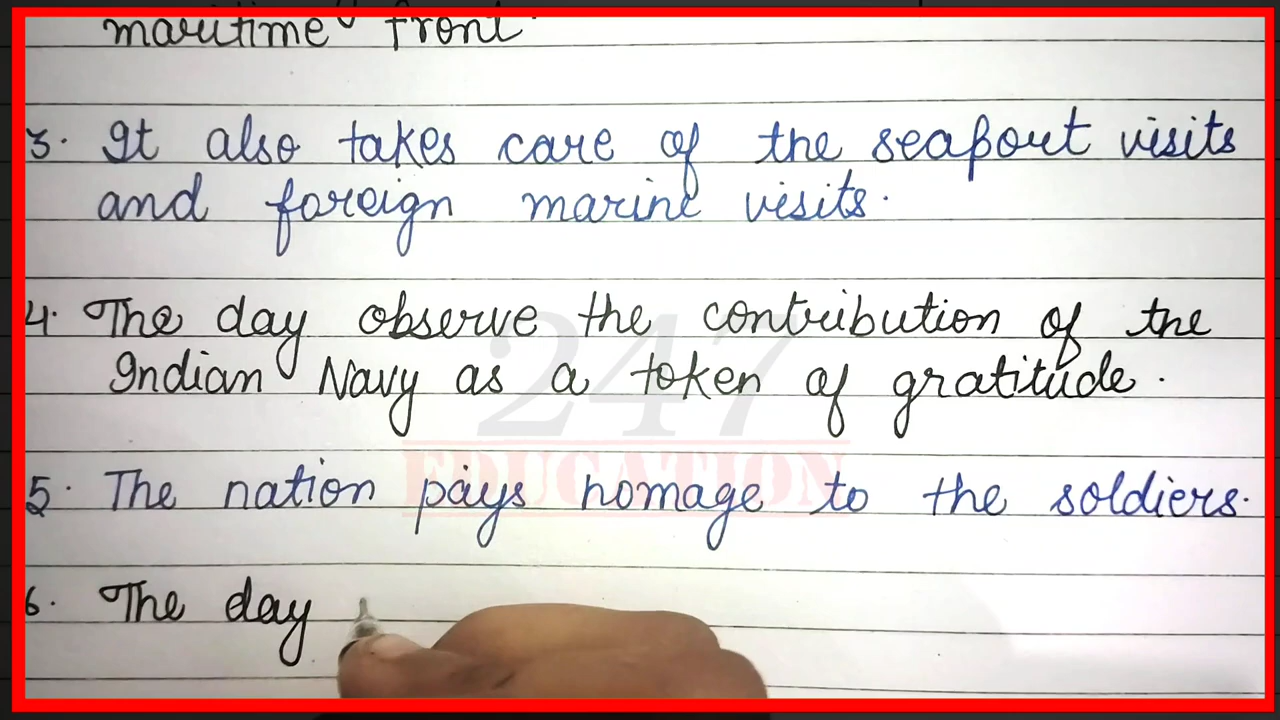 maritime front.
3. It also takes care of the seaport visits
and foreign marine visits.
4. The day observe the contribution of the
Indian Navy as a token of gratitude.
247
EDUCATION
5. The nation pays homage to the soldiers.
6. The day